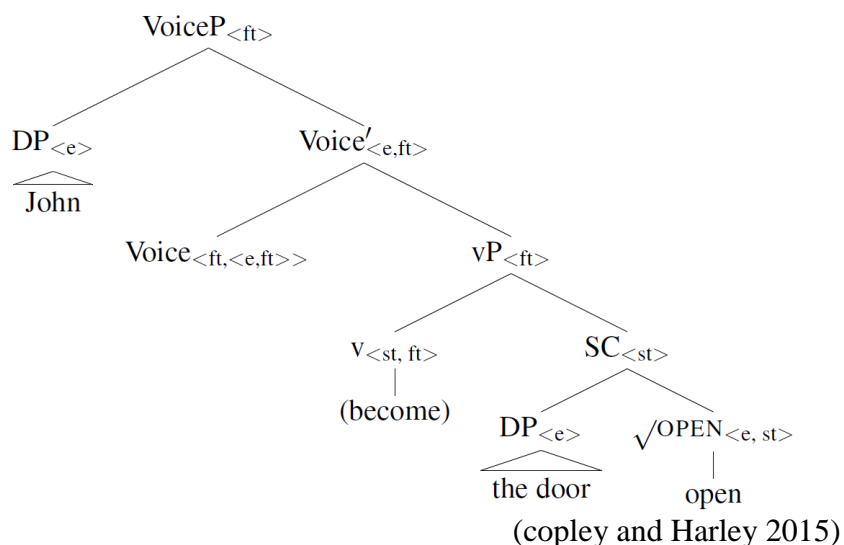 VoiceP<ft>
DP<e> Voice′<e,ft>
John
Voice<ft,<e,ft>> vP<ft>
v<st, ft> SC<st>
(become)
DP<e> √OPEN<e, st>
the door open
(copley and Harley 2015)